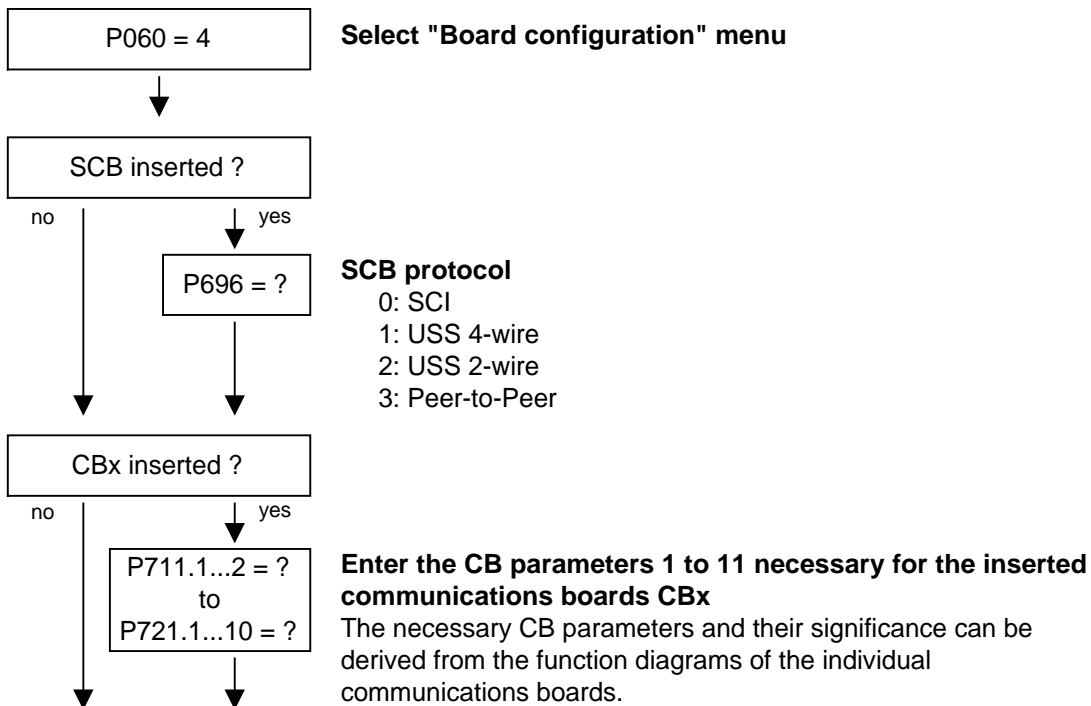 P060 = 4
Select "Board configuration" menu
SCB inserted ?
no
yes
P696 = ?
SCB protocol
0: SCI
1: USS 4-wire
2: USS 2-wire
3: Peer-to-Peer
CBx inserted ?
no
yes
P711.1...2 = ?
to
P721.1...10 = ?
Enter the CB parameters 1 to 11 necessary for the inserted
communications boards CBx
The necessary CB parameters and their significance can be
derived from the function diagrams of the individual
communications boards.